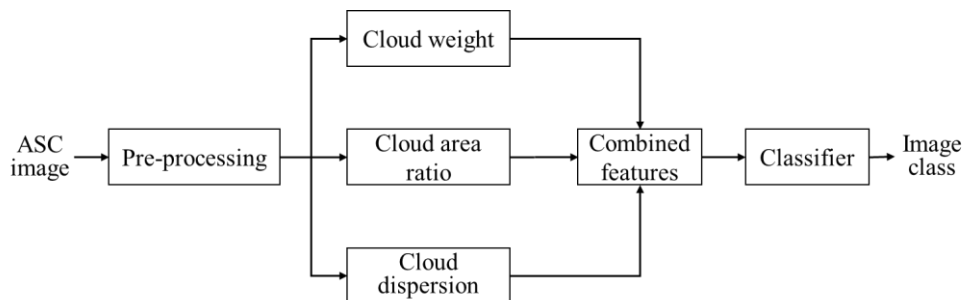 Cloud weight
ASC
image
Pre-processing
Cloud area
ratio
Combined
features
Classifier
Image
class
Cloud
dispersion